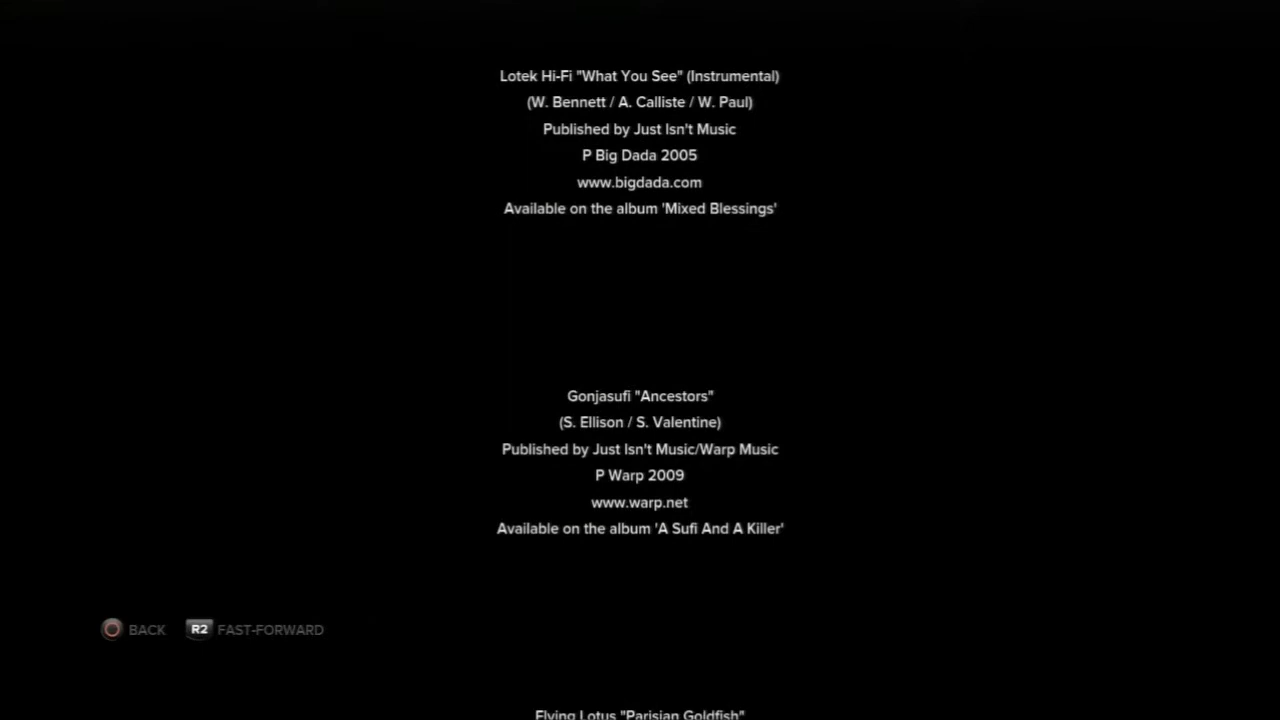 Lotek Hi-Fi "What You See" (Instrumental)
(W. Bennett / A. Calliste / W. Paul)
Published by Just Isn't Music
P Big Dada 2005
www.bigdada.com
Available on the album 'Mixed Blessings'
Gonjasufi "Ancestors"
(S. Ellison / S. Valentine)
Published by Just Isn't Music/Warp Music
P Warp 2009
www.warp.net
Available on the album 'A Sufi And A Killer'
BACK R2 FAST-FORWARD
Flying Lotus "Parisian Goldfish"